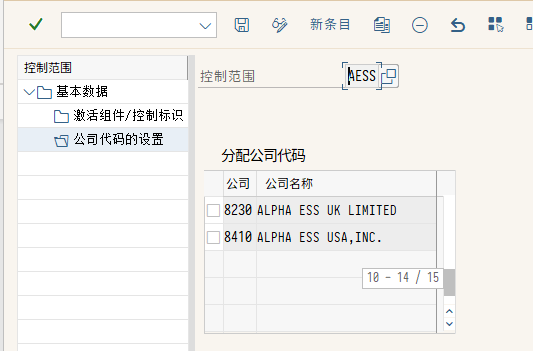 新条目
控制范围
基本数据
激活组件/控制标识
公司代码的设置
控制范围 AESS
分配公司代码
公司 公司名称
8230 ALPHA ESS UK LIMITED
8410 ALPHA ESS USA,INC.
10 - 14 / 15